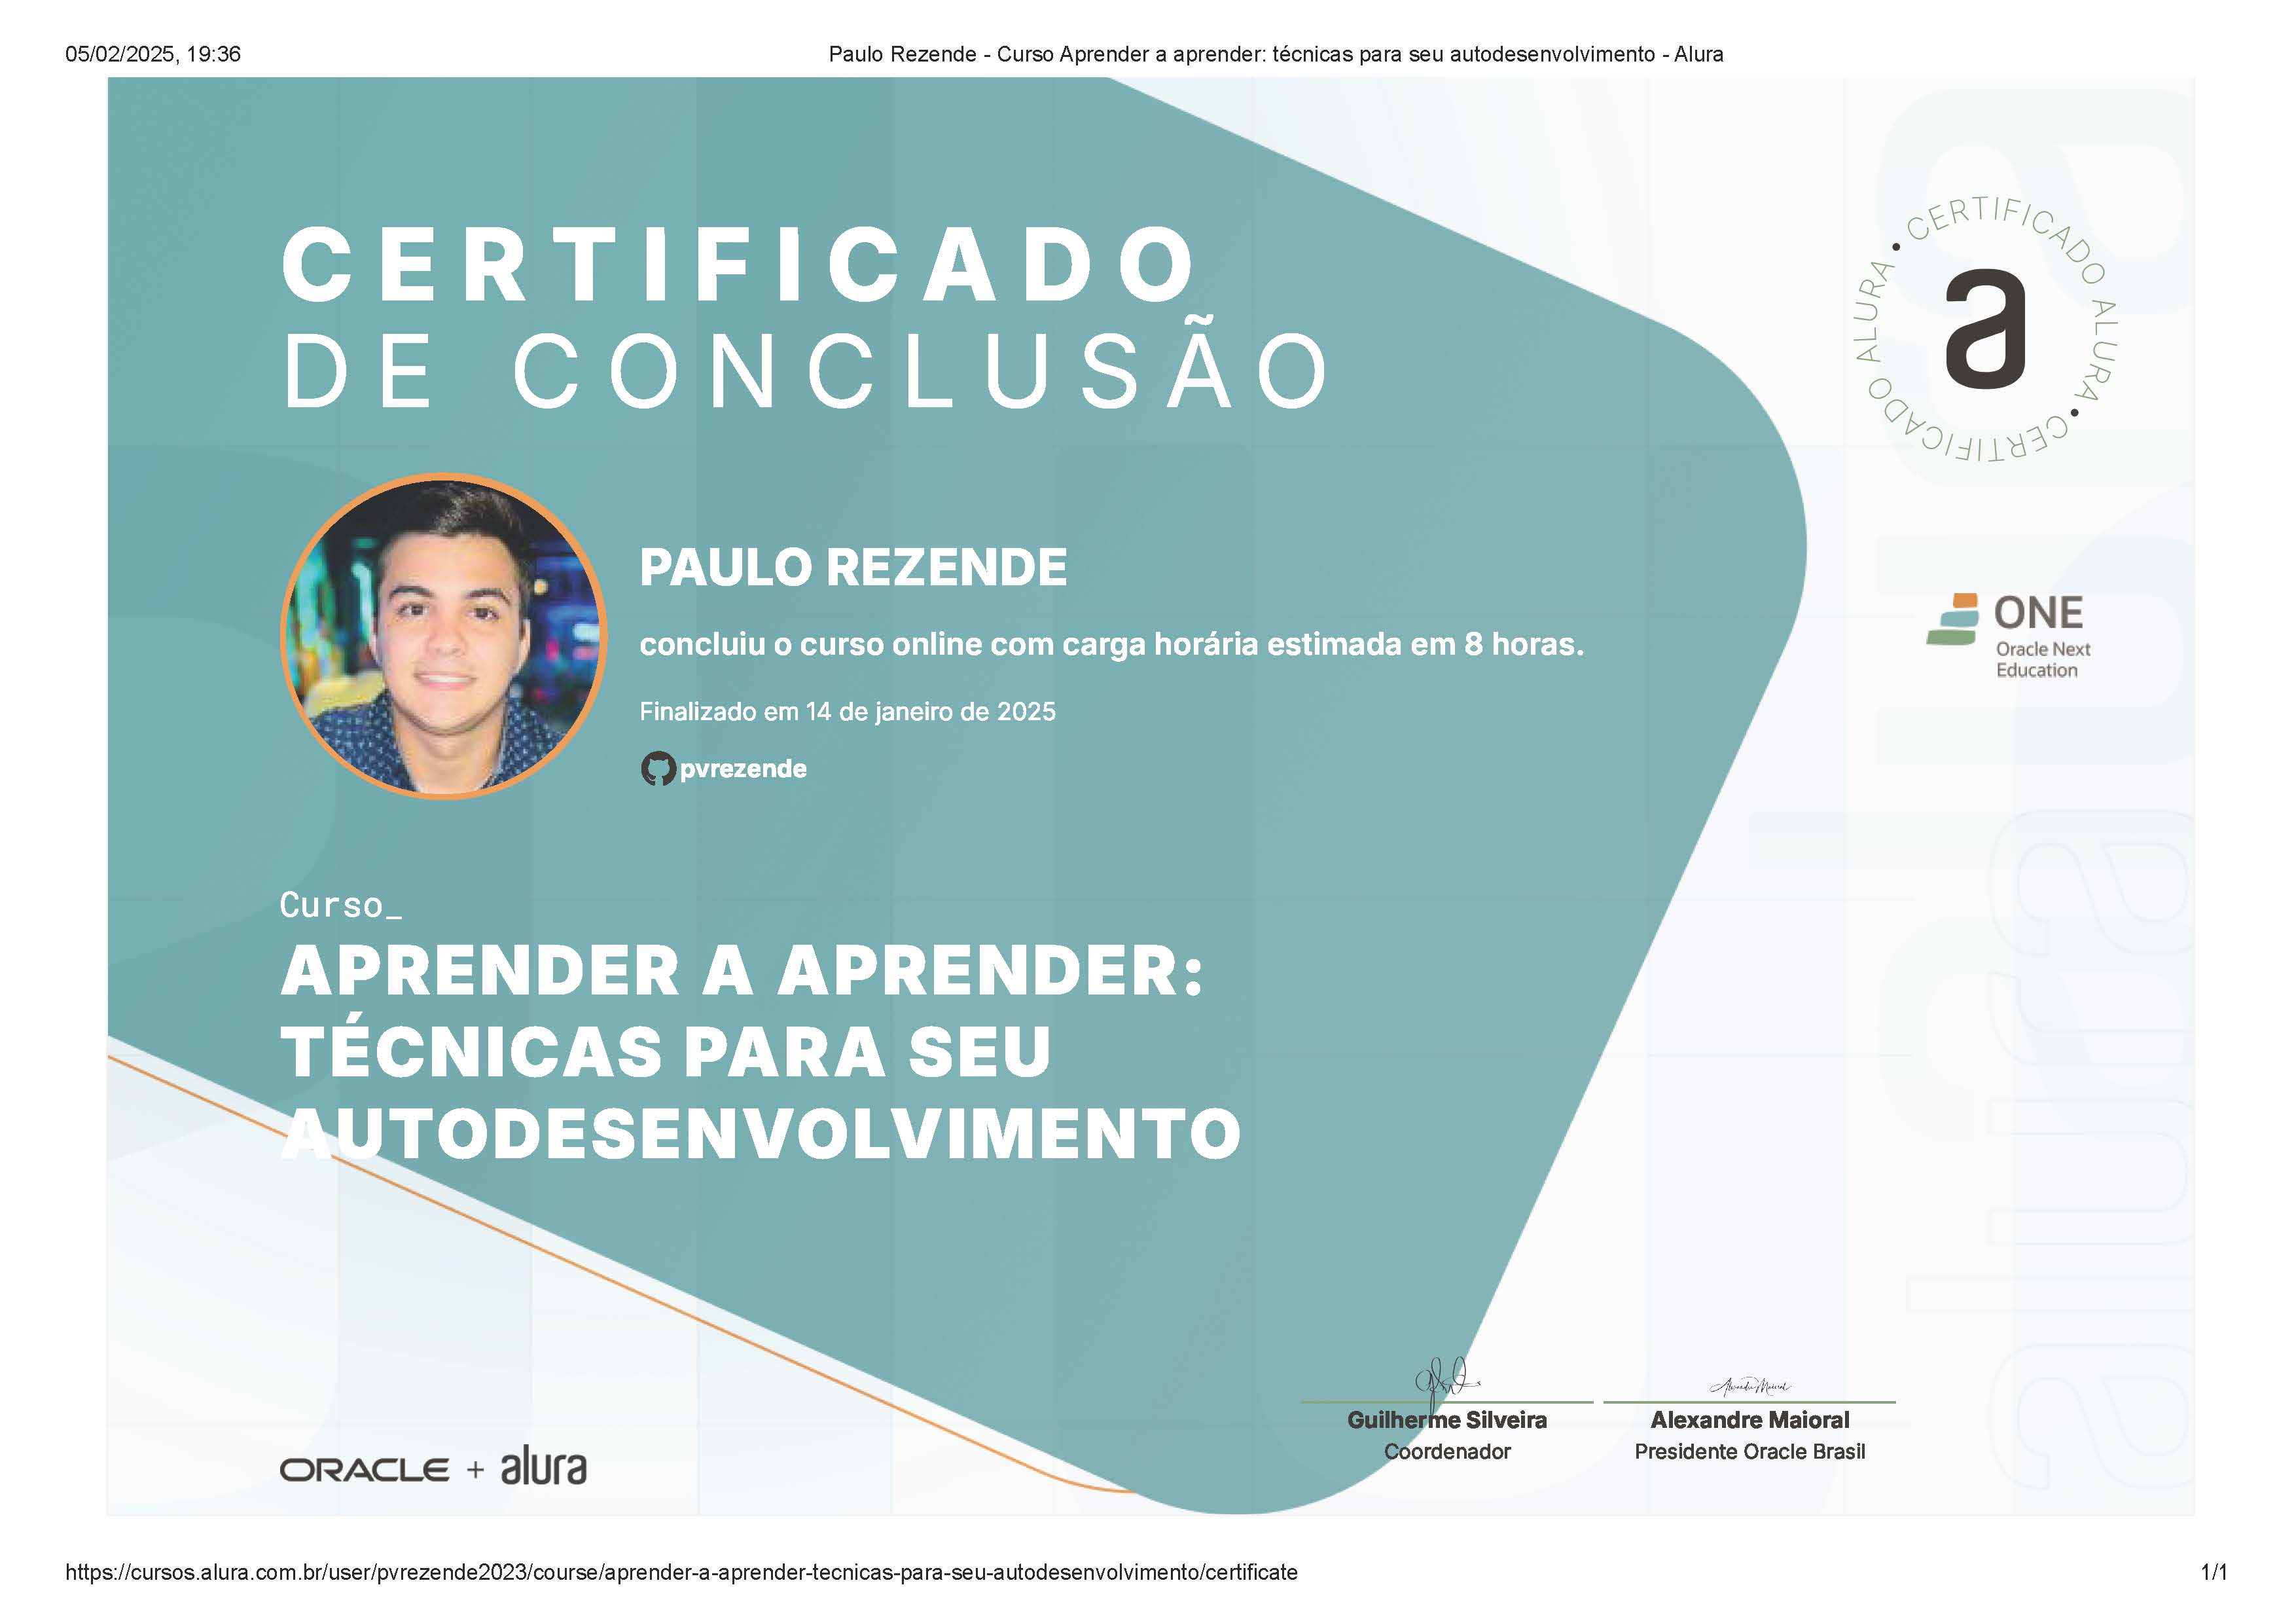 05/02/2025, 19:36
Paulo Rezende - Curso Aprender a aprender: técnicas para seu autodesenvolvimento - Alura
CERTIFICADO
DE CONCLUSÃO
• CERTIFICADO ALURA • CERTIFICADO ALURA
a
PAULO REZENDE
concluiu o curso online com carga horária estimada em 8 horas.
Finalizado em 14 de janeiro de 2025
pvrezende
ONE
Oracle Next
Education
Curso_
APRENDER A APRENDER:
TÉCNICAS PARA SEU
AUTODESENVOLVIMENTO
alura
Guilherme Silveira
Coordenador
Alexandre Maioral
Presidente Oracle Brasil
ORACLE + alura
https://cursos.alura.com.br/user/pvrezende2023/course/aprender-a-aprender-tecnicas-para-seu-autodesenvolvimento/certificate
1/1